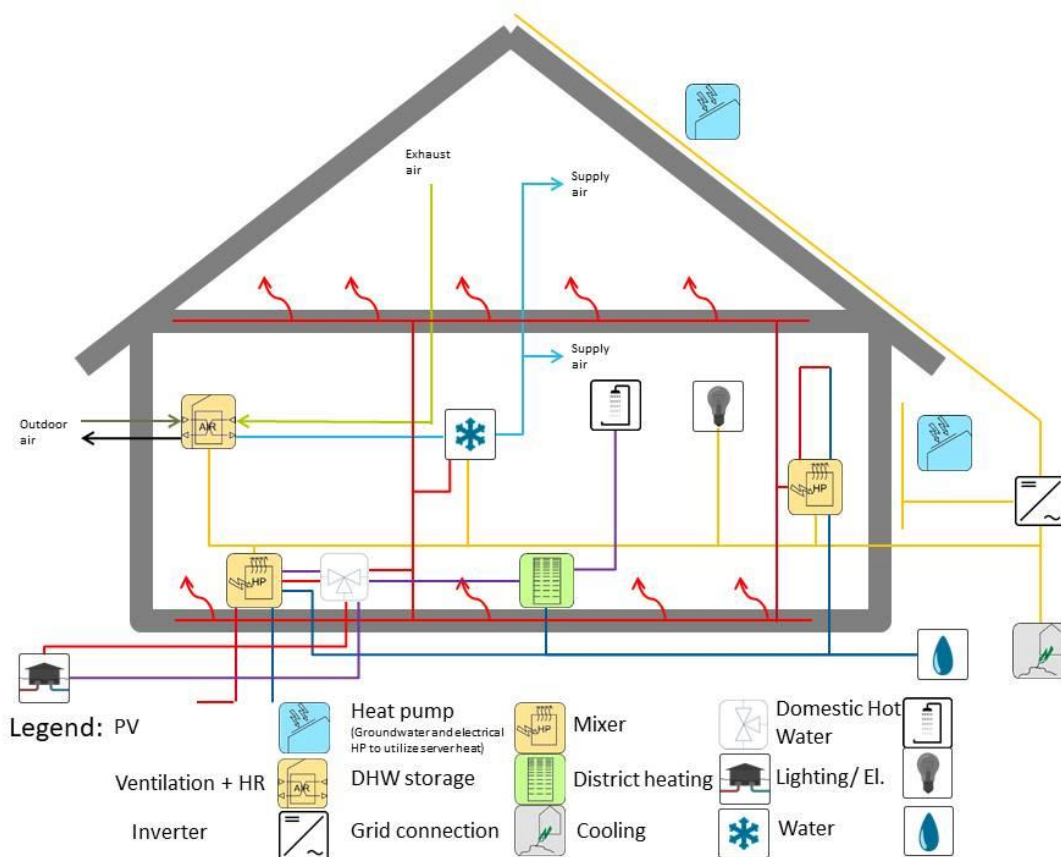 Exhaust
air
Supply
air
Supply
air
Outdoor
air
AIR
HP
HP
Legend: PV
Heat pump
(Groundwater and electrical
HP to utilize server heat)
HP
Mixer
Domestic Hot
Water
Ventilation + HR
AIR
DHW storage
District heating
Lighting/ El.
Inverter
Grid connection
Cooling
Water